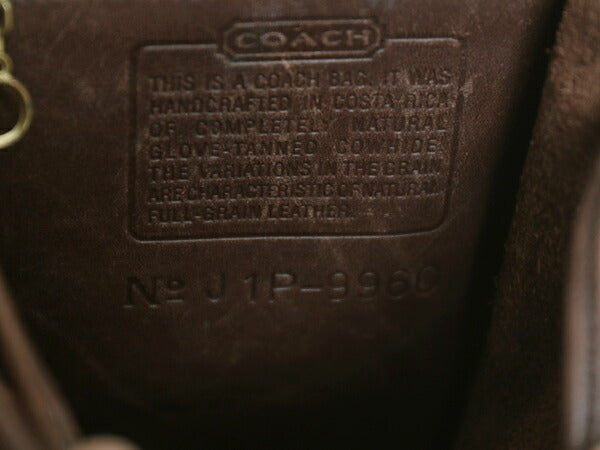 COACH
THIS IS A COACH BAG. IT WAS
HANDCRAFTED IN COSTA RICA
OF COMPLETELY NATURAL
GLOVE-TANNED COWHIDE.
THE VARIATIONS IN THE GRAIN
ARE CHARACTERISTIC OF NATURAL
FULL-GRAIN LEATHER.
Nº J1P-9960